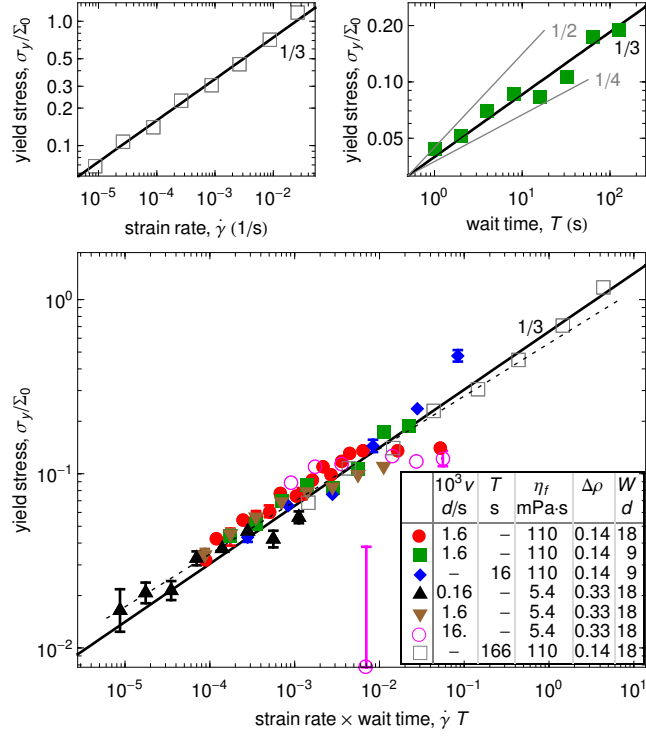 yield stress, σy/Σ0
1.0
0.5
0.3
0.1
1/3
10⁻⁵
10⁻⁴
10⁻³
10⁻²
strain rate, γ̇ (1/s)
yield stress, σy/Σ0
0.20
0.10
0.05
1/2
1/3
1/4
10⁰
10¹
10²
wait time, T (s)
yield stress, σy/Σ0
10⁰
10⁻¹
10⁻²
1/3
10³v T ηf Δρ W
d/s s mPa·s d
1.6 – 110 0.14 18
1.6 – 110 0.14 9
– 16 110 0.14 9
0.16 – 5.4 0.33 18
1.6 – 5.4 0.33 18
16. – 5.4 0.33 18
– 166 110 0.14 18
10⁻⁵
10⁻⁴
10⁻³
10⁻²
10⁻¹
10⁰
10¹
strain rate × wait time, γ̇ T